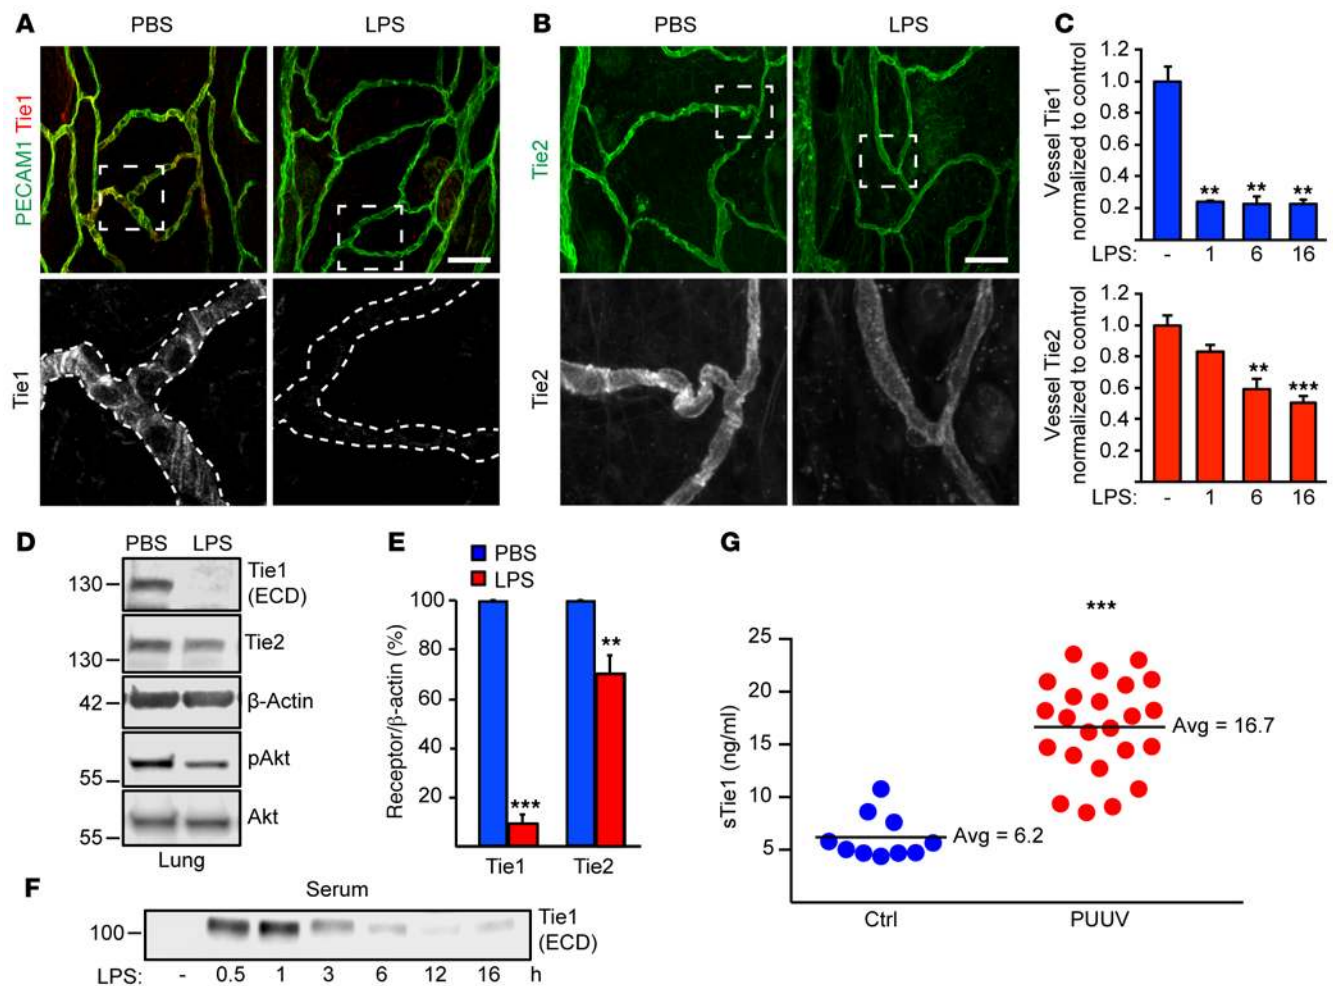 A
PBS
LPS
PECAM1 Tie1
Tie1
B
PBS
LPS
Tie2
Tie2
C
Vessel Tie1
normalized to control
1.2
1.0
0.8
0.6
0.4
0.2
**
**
**
LPS: - 1 6 16
Vessel Tie2
normalized to control
1.2
1.0
0.8
0.6
0.4
0.2
**
***
LPS: - 1 6 16
D
PBS LPS
130
Tie1
(ECD)
Tie2
130
42
β-Actin
pAkt
55
Akt
55
Lung
E
PBS
LPS
Receptor/β-actin (%)
100
80
60
40
20
***
**
Tie1
Tie2
F
Serum
100
Tie1
(ECD)
LPS: - 0.5 1 3 6 12 16 h
G
sTie1 (ng/ml)
25
20
15
10
5
***
Avg = 16.7
Avg = 6.2
Ctrl
PUUV